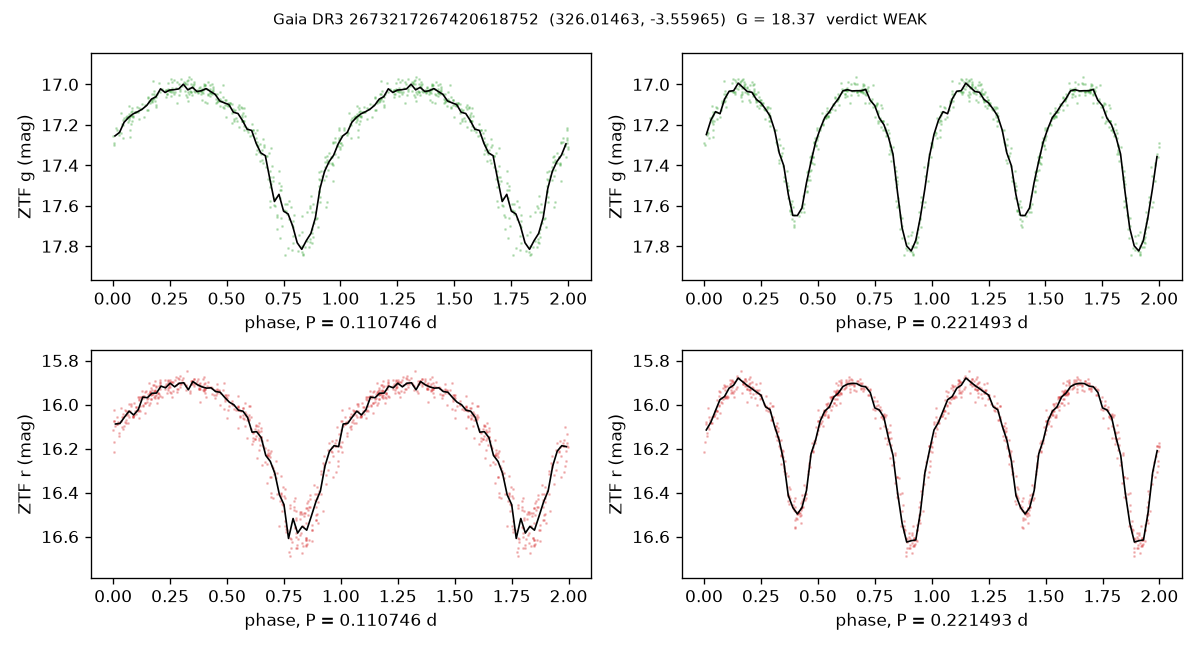 Gaia DR3 2673217267420618752  (326.01463, -3.55965)  G = 18.37  verdict WEAK
ZTF g (mag)
17.0
17.2
17.4
17.6
17.8
0.00 0.25 0.50 0.75 1.00 1.25 1.50 1.75 2.00
phase, P = 0.110746 d
ZTF g (mag)
17.0
17.2
17.4
17.6
17.8
0.00 0.25 0.50 0.75 1.00 1.25 1.50 1.75 2.00
phase, P = 0.221493 d
ZTF r (mag)
15.8
16.0
16.2
16.4
16.6
0.00 0.25 0.50 0.75 1.00 1.25 1.50 1.75 2.00
phase, P = 0.110746 d
ZTF r (mag)
15.8
16.0
16.2
16.4
16.6
0.00 0.25 0.50 0.75 1.00 1.25 1.50 1.75 2.00
phase, P = 0.221493 d